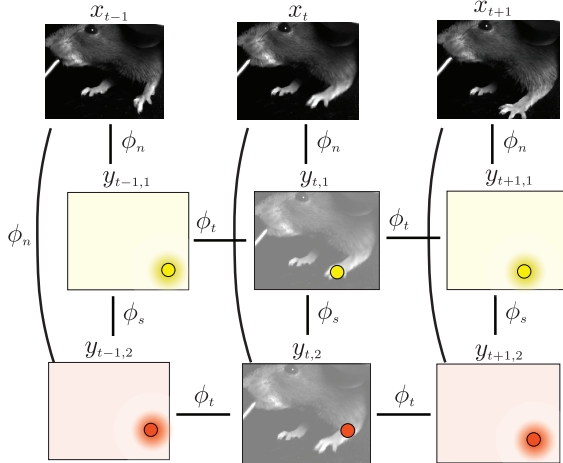 x_{t-1} x_t x_{t+1}
ϕ_n ϕ_n ϕ_n
y_{t-1,1} y_{t,1} y_{t+1,1}
ϕ_n ϕ_t ϕ_t
ϕ_s ϕ_s ϕ_s
y_{t-1,2} y_{t,2} y_{t+1,2}
ϕ_t ϕ_t